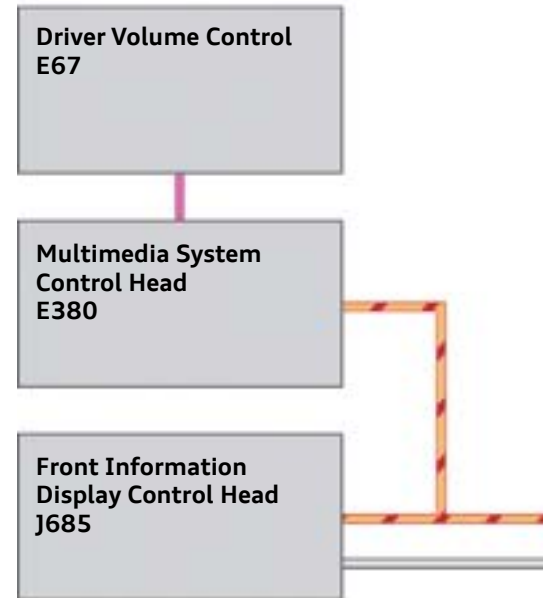 Driver Volume Control
E67
Multimedia System
Control Head
E380
Front Information
Display Control Head
J685